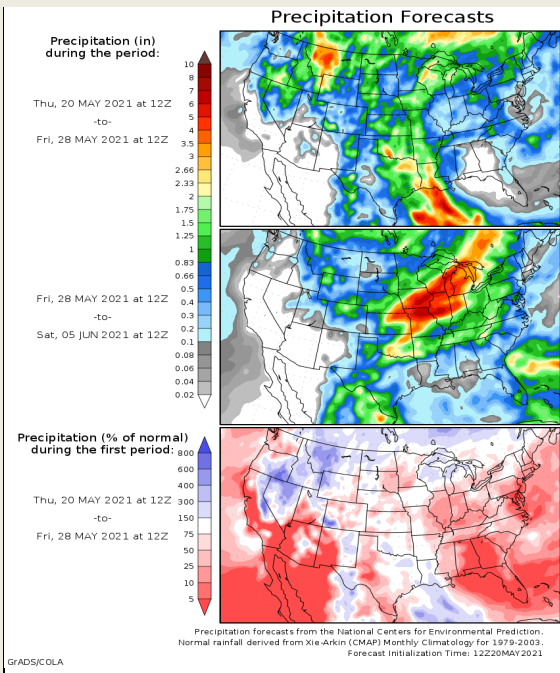 Precipitation Forecasts
Precipitation (in)
during the period:
Thu, 20 MAY 2021 at 12Z
-to-
Fri, 28 MAY 2021 at 12Z
10
8
7
6
5
4
3.5
3
2.66
2.33
2
1.75
1.5
1.25
1
0.83
0.66
0.5
0.4
0.3
0.2
0.1
0.08
0.06
0.04
0.02
Fri, 28 MAY 2021 at 12Z
-to-
Sat, 05 JUN 2021 at 12Z
Precipitation (% of normal)
during the first period:
Thu, 20 MAY 2021 at 12Z
-to-
Fri, 28 MAY 2021 at 12Z
800
600
400
300
150
75
50
25
10
5
Precipitation forecasts from the National Centers for Environmental Prediction.
Normal rainfall derived from Xie-Arkin (CMAP) Monthly Climatology for 1979-2003.
Forecast Initialization Time: 12Z20MAY2021
GrADS/COLA